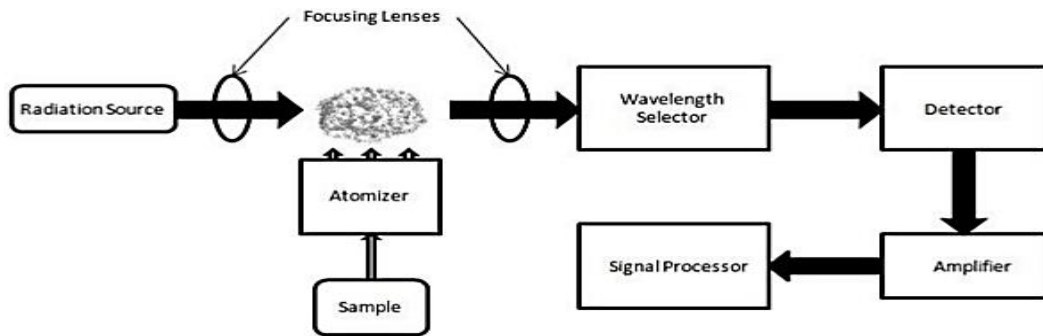 Focusing Lenses
Radiation Source
Wavelength
Selector
Detector
Atomizer
Signal Processor
Amplifier
Sample